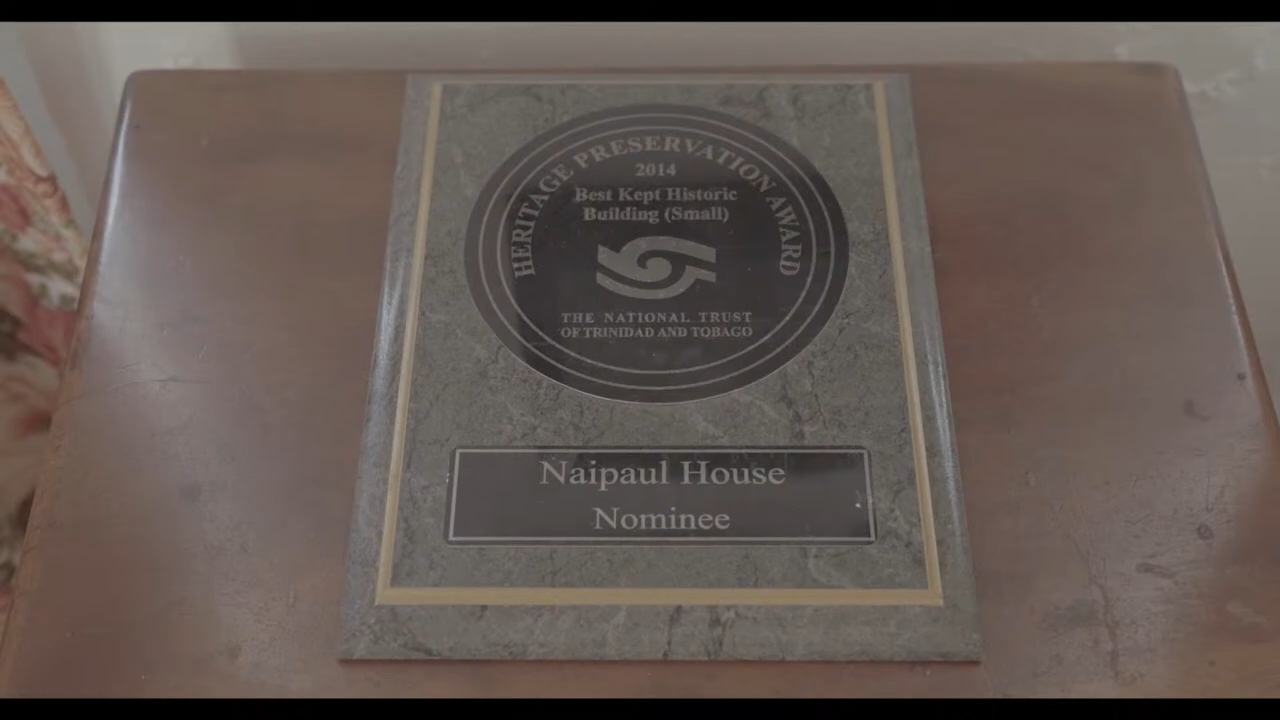 HERITAGE PRESERVATION AWARD
2014
Best Kept Historic
Building (Small)
THE NATIONAL TRUST
OF TRINIDAD AND TOBAGO
Naipaul House
Nominee